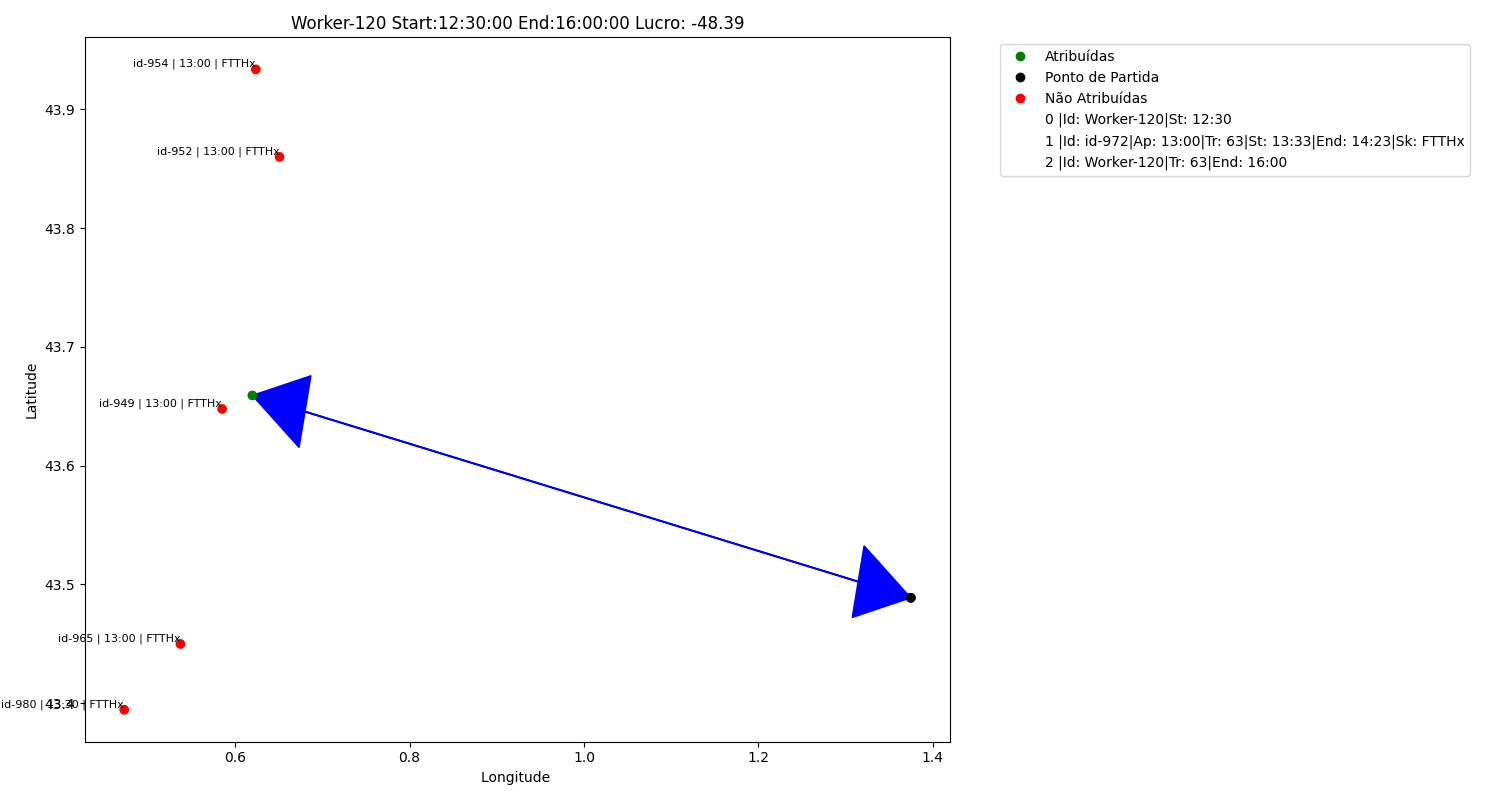 Worker-120 Start:12:30:00 End:16:00:00 Lucro: -48.39
Atribuídas
Ponto de Partida
Não Atribuídas
0 |Id: Worker-120|St: 12:30
1 |Id: id-972|Ap: 13:00|Tr: 63|St: 13:33|End: 14:23|Sk: FTTHx
2 |Id: Worker-120|Tr: 63|End: 16:00
id-954 | 13:00 | FTTHx
43.9
id-952 | 13:00 | FTTHx
43.8
43.7
id-949 | 13:00 | FTTHx
Latitude
43.6
43.5
id-965 | 13:00 | FTTHx
id-980 | 13:30 | FTTHx
43.4
0.6
0.8
1.0
1.2
1.4
Longitude